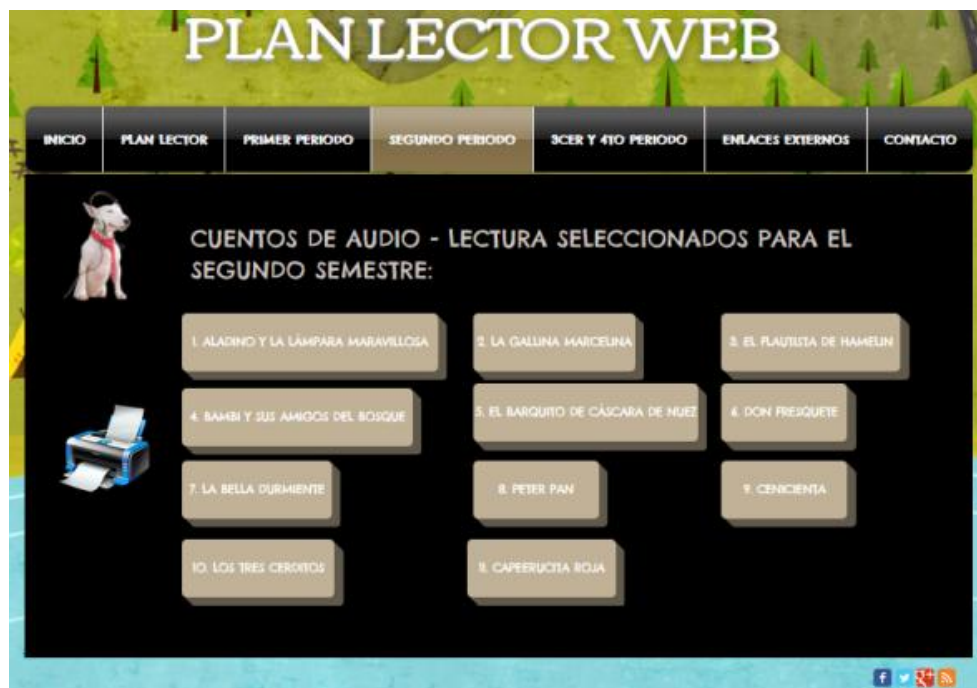 PLAN LECTOR WEB
INICIO
PLAN LECTOR
PRIMER PERIODO
SEGUNDO PERIODO
3CER Y 4TO PERIODO
ENLACES EXTERNOS
CONTACTO
CUENTOS DE AUDIO - LECTURA SELECCIONADOS PARA EL
SEGUNDO SEMESTRE:
1. ALADINO Y LA LÁMPARA MARAVILLOSA
2. LA GALLINA MARCELINA
3. EL FLAUTISTA DE HAMELIN
4. BAMBI Y SUS AMIGOS DEL BOSQUE
5. EL BARQUITO DE CÁSCARA DE NUEZ
6. DON FRESQUETE
7. LA BELLA DURMIENTE
8. PETER PAN
9. CENICIENTA
10. LOS TRES CERDITOS
11. CAPEERUCITA ROJA